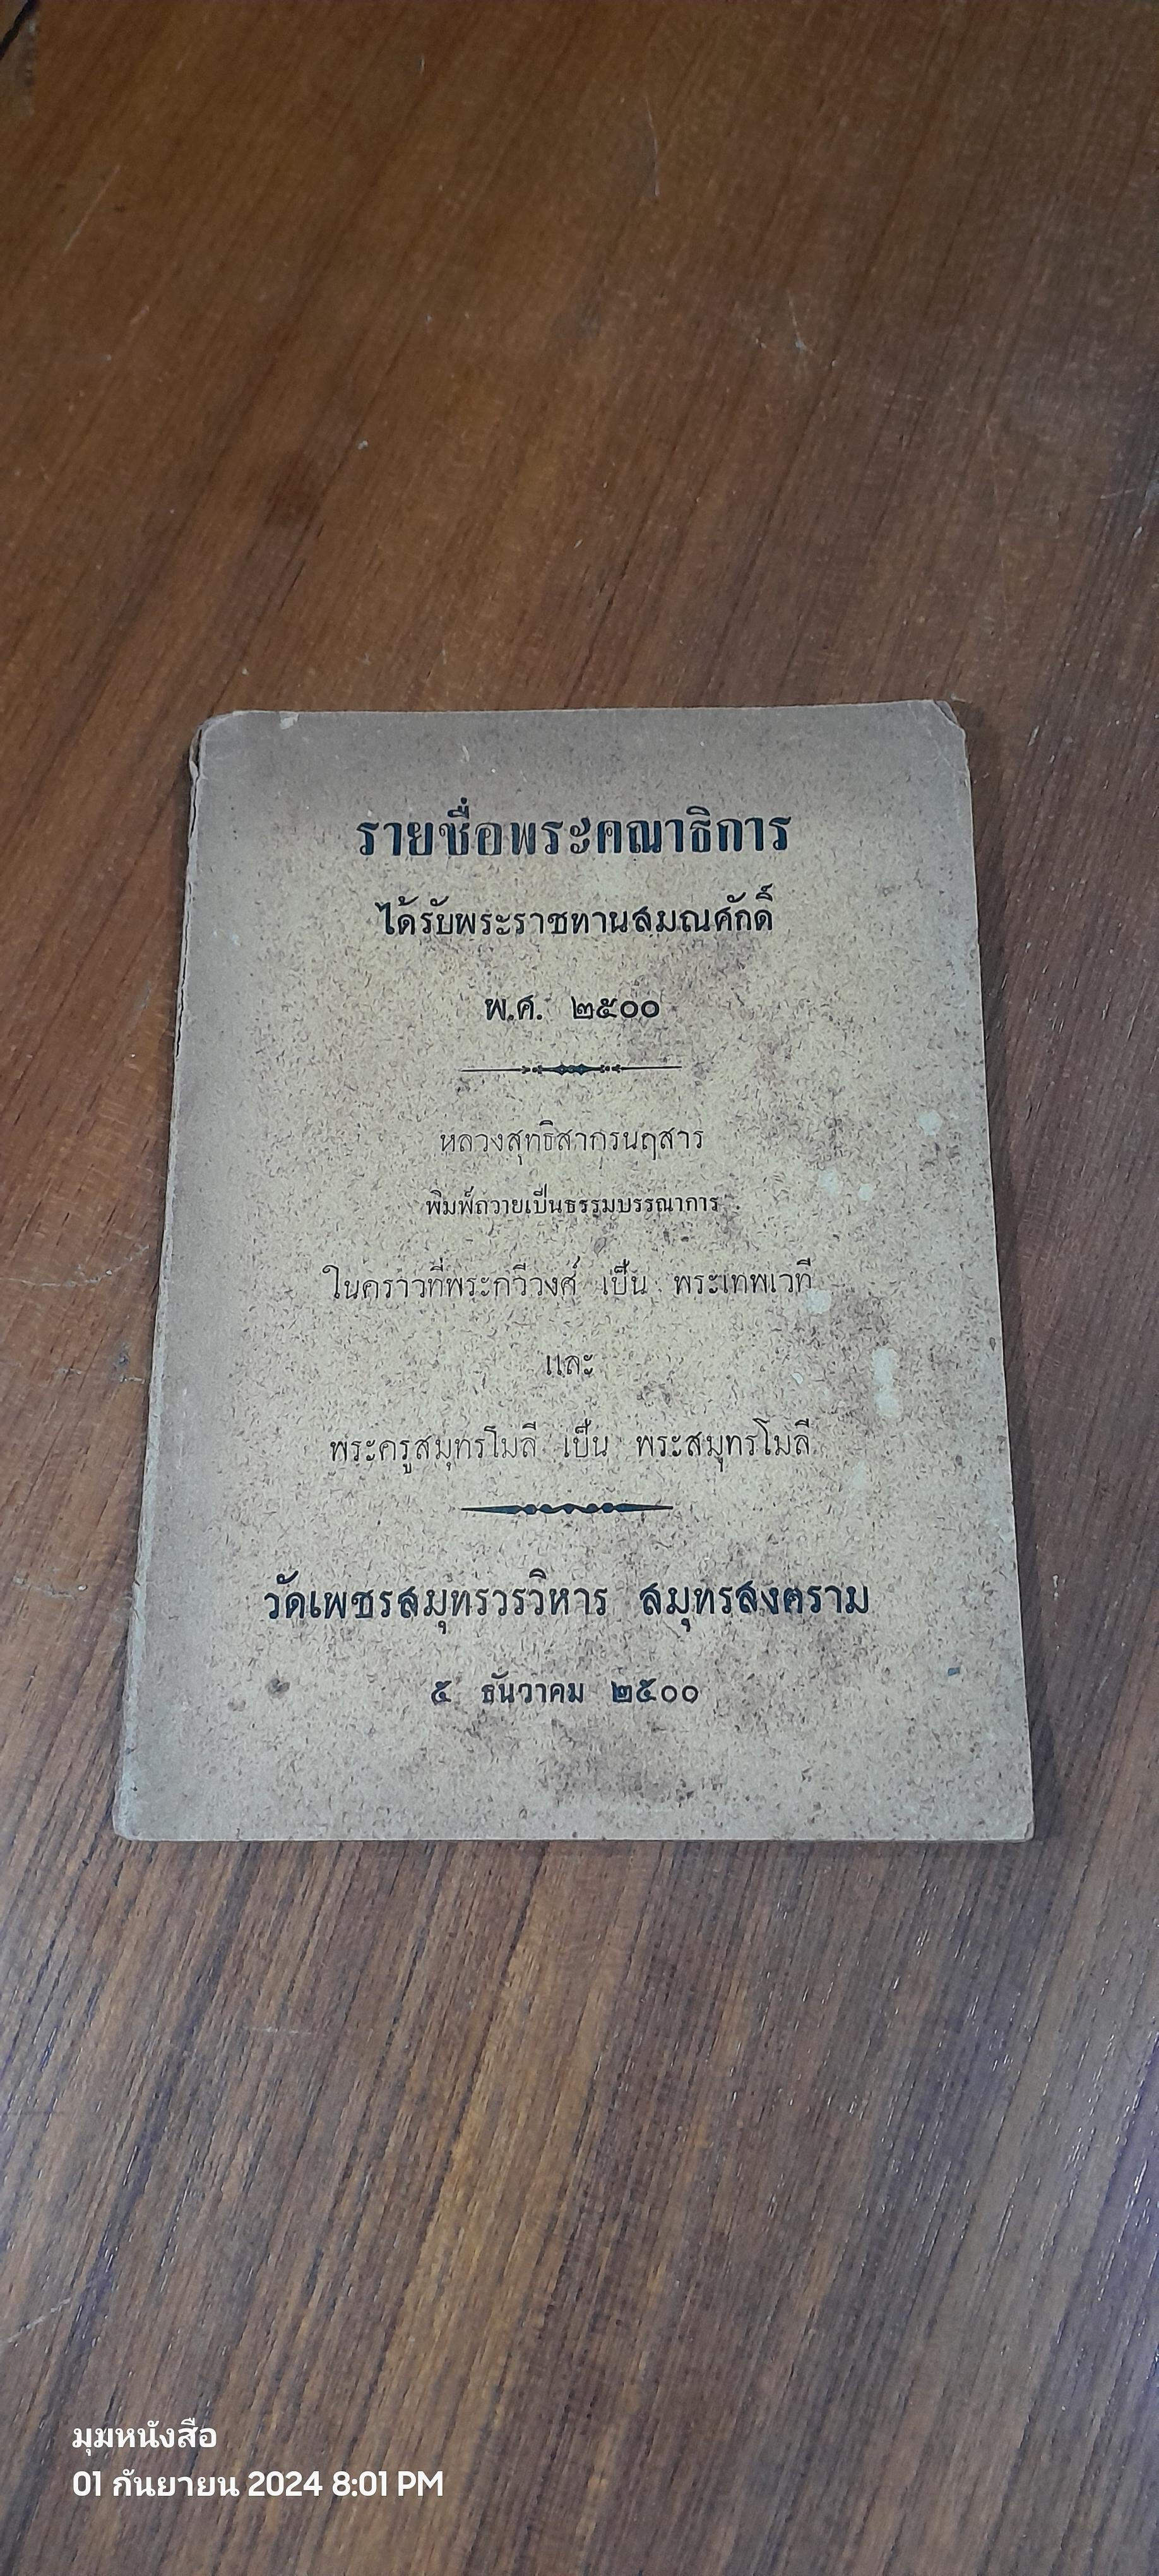 รายชื่อพระคณาธิการ
ได้รับพระราชทานสมณศักดิ์
พ.ศ. ๒๕๐๐
หลวงสุทธิสากรนฤสาร
พิมพ์ถวายเป็นธรรมบรรณาการ
ในคราวที่พระกวีวงศ์ เป็น พระเทพเวที
และ
พระครูสมุทรโมลี เป็น พระสมุทรโมลี
วัดเพชรสมุทรวรวิหาร สมุทรสงคราม
๕ ธันวาคม ๒๕๐๐
มุมหนังสือ
01 กันยายน 2024 8:01 PM